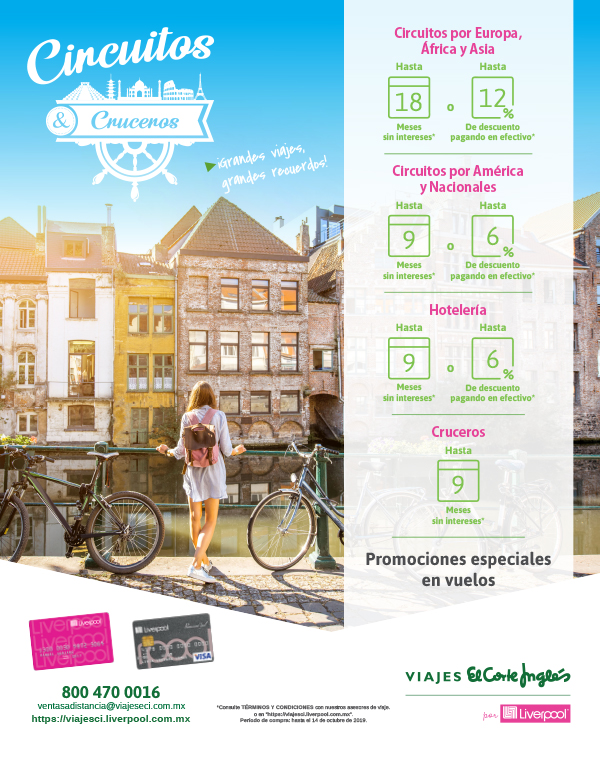 Circuitos
& Cruceros
¡Grandes viajes,
grandes recuerdos!
Circuitos por Europa,
África y Asia
Hasta
18
Meses
sin intereses*
o
Hasta
12%
De descuento
pagando en efectivo*
Circuitos por América
y Nacionales
Hasta
9
Meses
sin intereses*
o
Hasta
6%
De descuento
pagando en efectivo*
Hotelería
Hasta
9
Meses
sin intereses*
o
Hasta
6%
De descuento
pagando en efectivo*
Cruceros
Hasta
9
Meses
sin intereses*
Promociones especiales
en vuelos
Liverpool
Liverpool
VISA
800 470 0016
ventasadistancia@viajeseci.com.mx
https://viajesci.liverpool.com.mx
*Consulte TÉRMINOS Y CONDICIONES con nuestros asesores de viaje.
o en "https://viajesci.liverpool.com.mx".
Periodo de compra: hasta el 14 de octubre de 2019.
VIAJES El Corte Inglés
por Liverpool